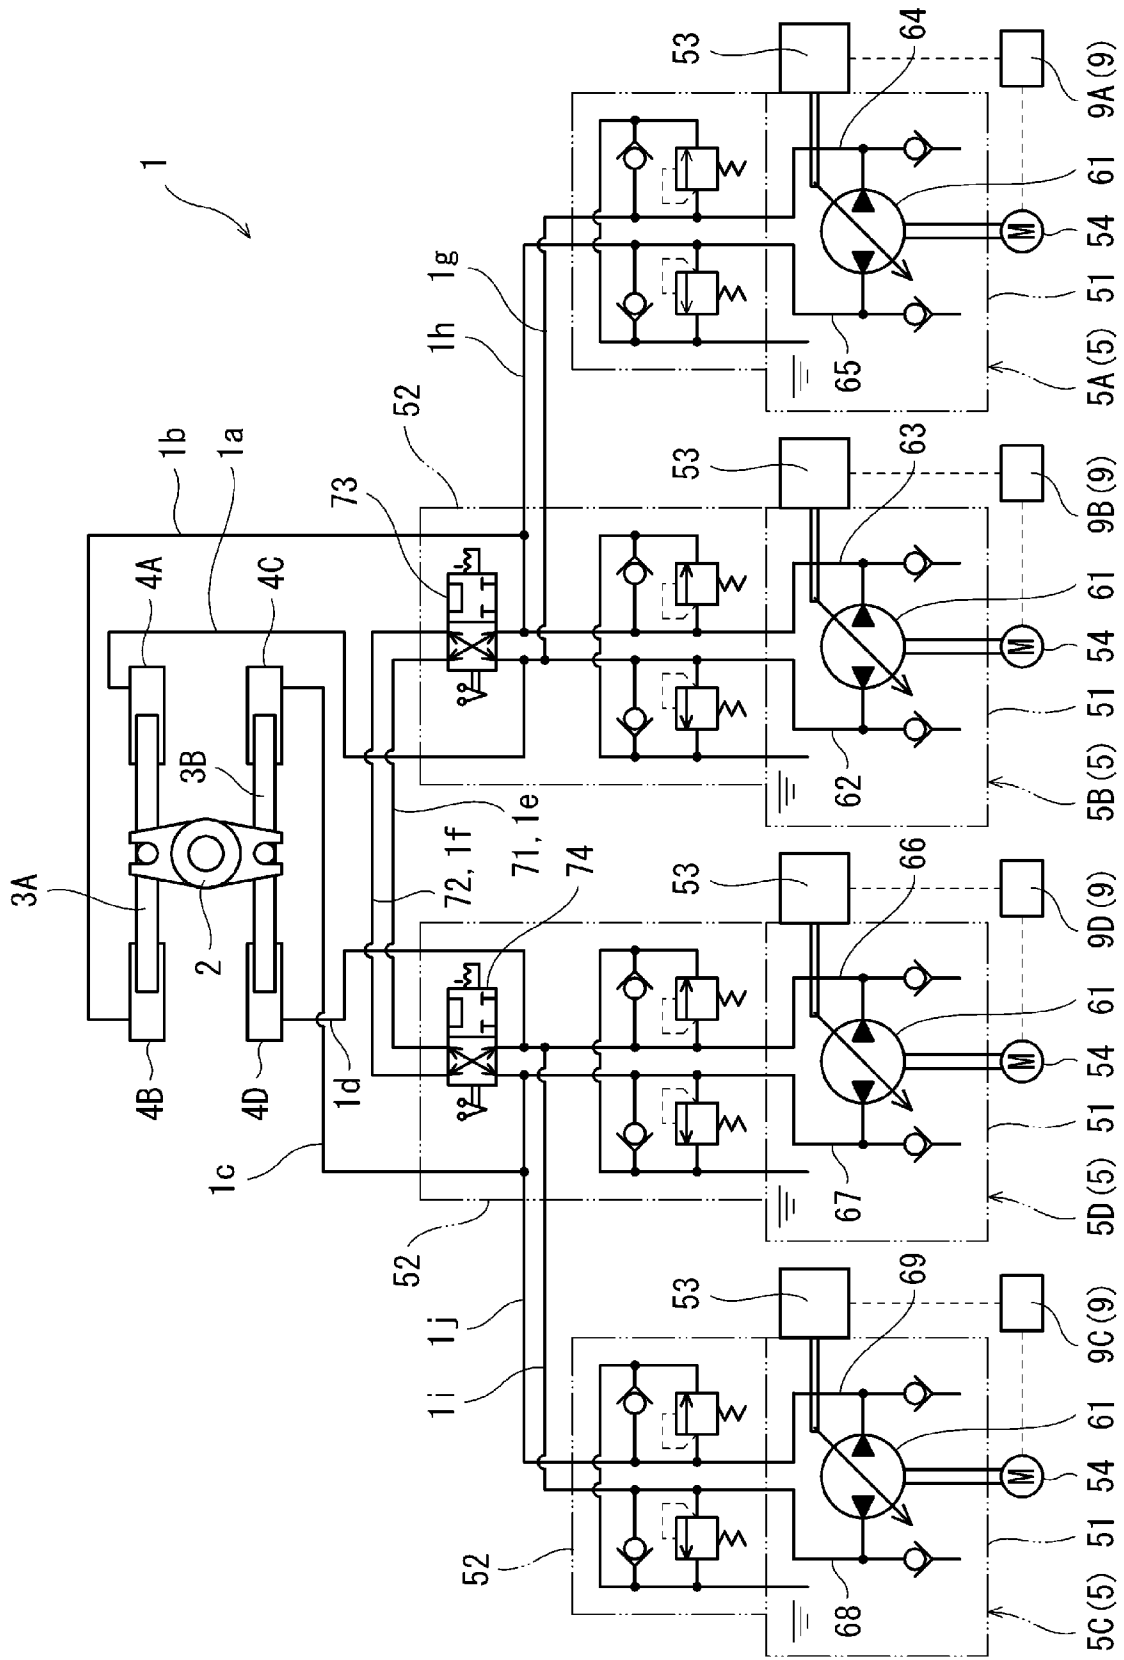 1
3A
4B
4D
2
3B
4A
4C
1b
1a
1c
1d
72, 1f
71, 1e
74
73
52
1h
1g
52
1j
1i
52
53
64
65
9A(9)
61
54
51
5A(5)
53
63
62
9B(9)
61
54
51
5B(5)
53
66
67
9D(9)
61
54
51
5D(5)
53
69
68
9C(9)
61
54
51
5C(5)
M
M
M
M